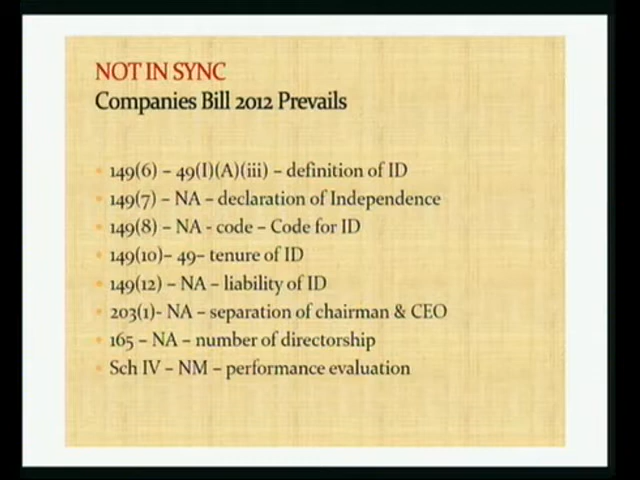 NOT IN SYNC
Companies Bill 2012 Prevails
149(6) – 49(I)(A)(iii) – definition of ID
149(7) – NA – declaration of Independence
149(8) – NA - code – Code for ID
149(10)– 49– tenure of ID
149(12) – NA – liability of ID
203(1)- NA – separation of chairman & CEO
165 – NA – number of directorship
Sch IV – NM – performance evaluation